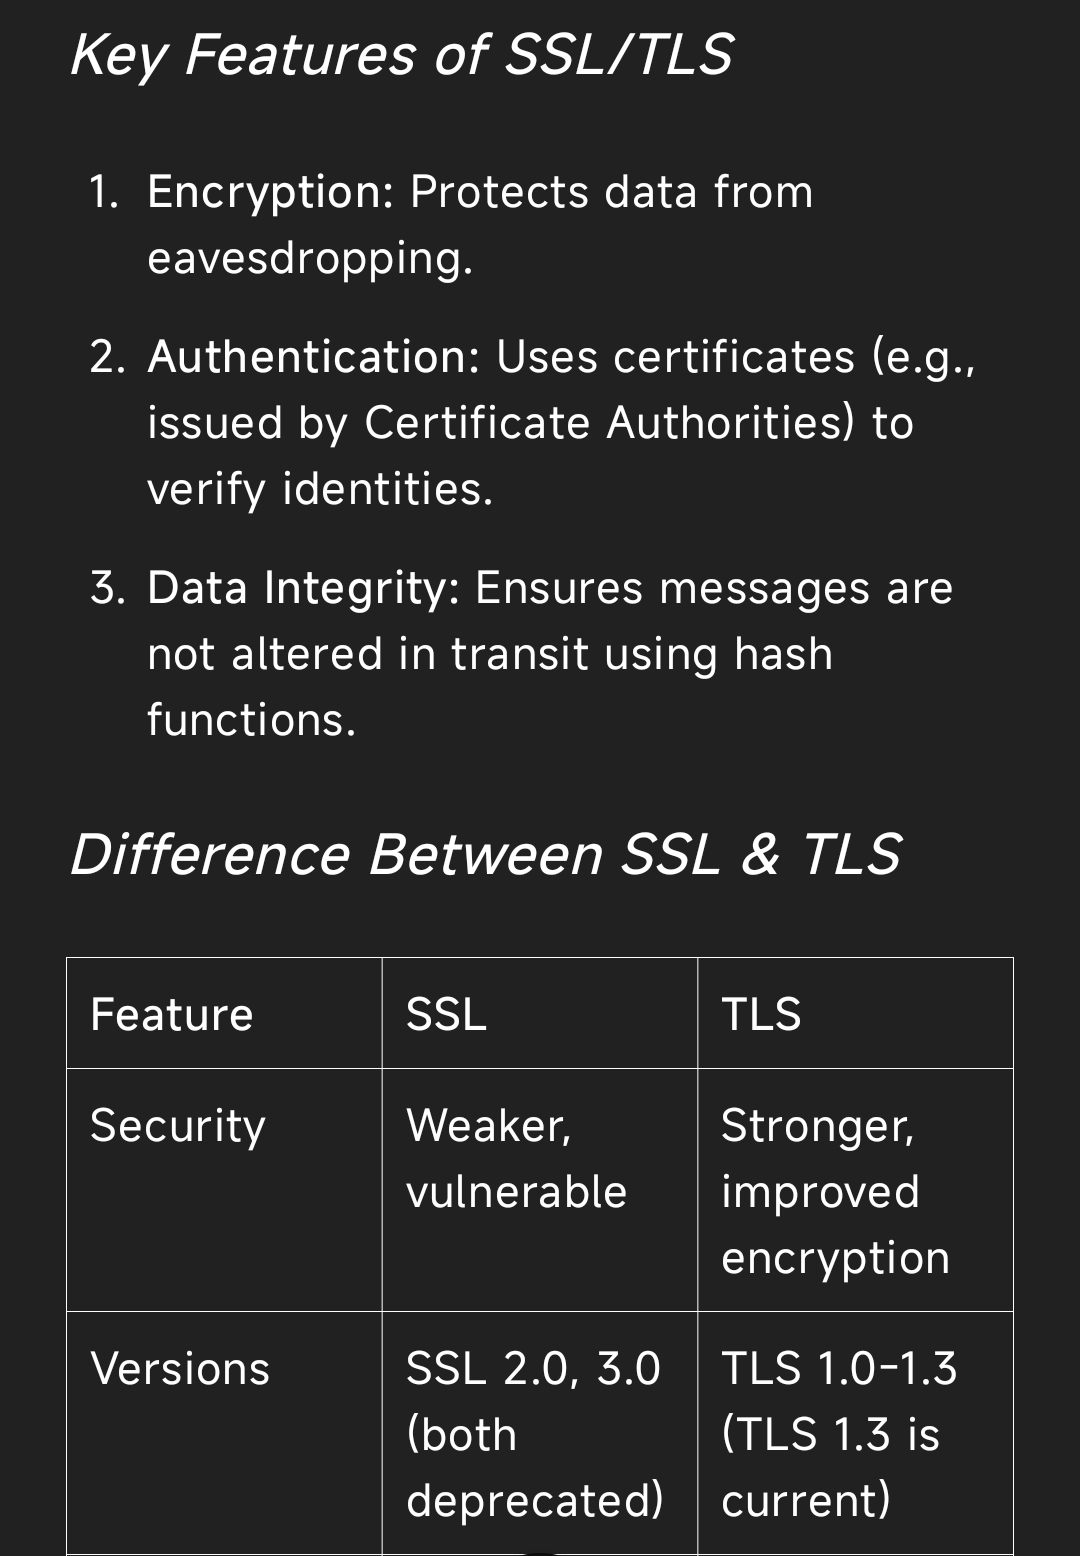 Key Features of SSL/TLS
1. Encryption: Protects data from
eavesdropping.
2. Authentication: Uses certificates (e.g.,
issued by Certificate Authorities) to
verify identities.
3. Data Integrity: Ensures messages are
not altered in transit using hash
functions.
Difference Between SSL & TLS
Feature SSL TLS
Security Weaker, Stronger,
vulnerable improved
encryption
Versions SSL 2.0, 3.0 TLS 1.0-1.3
(both (TLS 1.3 is
deprecated) current)